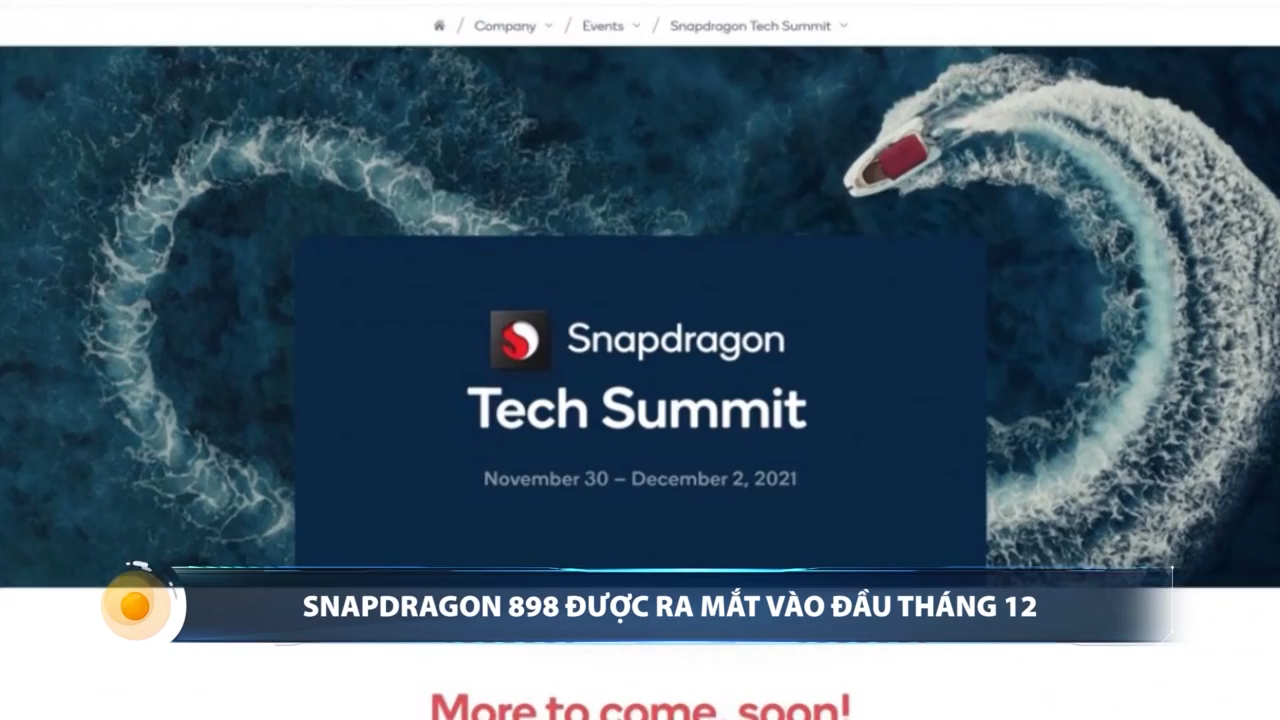 / Company / Events / Snapdragon Tech Summit
Snapdragon
Tech Summit
November 30 – December 2, 2021
SNAPDRAGON 898 ĐƯỢC RA MẮT VÀO ĐẦU THÁNG 12
More to come, soon!